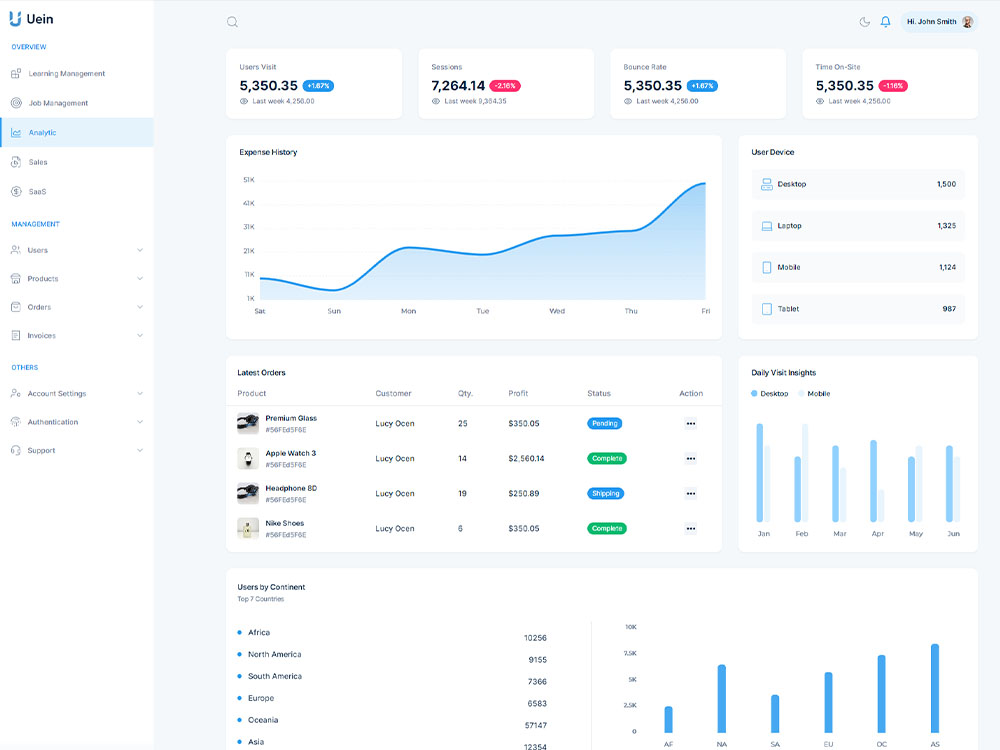 Uein
Hi, John Smith
OVERVIEW
Learning Management
Job Management
Analytic
Sales
SaaS
MANAGEMENT
Users
Products
Orders
Invoices
OTHERS
Account Settings
Authentication
Support
Users Visit
5,350.35 +1.67%
Last week 4,256.00
Sessions
7,264.14 -2.16%
Last week 9,364.35
Bounce Rate
5,350.35 +1.67%
Last week 4,256.00
Time On-Site
5,350.35 -1.16%
Last week 4,256.00
Expense History
51K
41K
31K
21K
11K
1K
Sat Sun Mon Tue Wed Thu Fri
User Device
Desktop 1,500
Laptop 1,325
Mobile 1,124
Tablet 987
Latest Orders
Product Customer Qty. Profit Status Action
Premium Glass
#56FEd5F6E
Lucy Ocen 25 $350.05 Pending
Apple Watch 3
#56FEd5F6E
Lucy Ocen 14 $2,560.14 Complete
Headphone 8D
#56FEd5F6E
Lucy Ocen 19 $250.89 Shipping
Nike Shoes
#56FEd5F6E
Lucy Ocen 6 $350.05 Complete
Daily Visit Insights
Desktop Mobile
Jan Feb Mar Apr May Jun
Users by Continent
Top 7 Countries
Africa 10256
North America 9155
South America 7366
Europe 6583
Oceania 57147
Asia 12354
10K
7.5K
5K
2.5K
0
AF NA SA EU OC AS